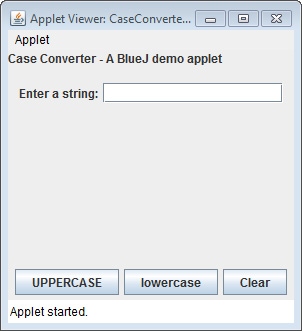 Applet Viewer: CaseConverte...
Applet
Case Converter - A BlueJ demo applet
Enter a string:
UPPERCASE lowercase Clear
Applet started.